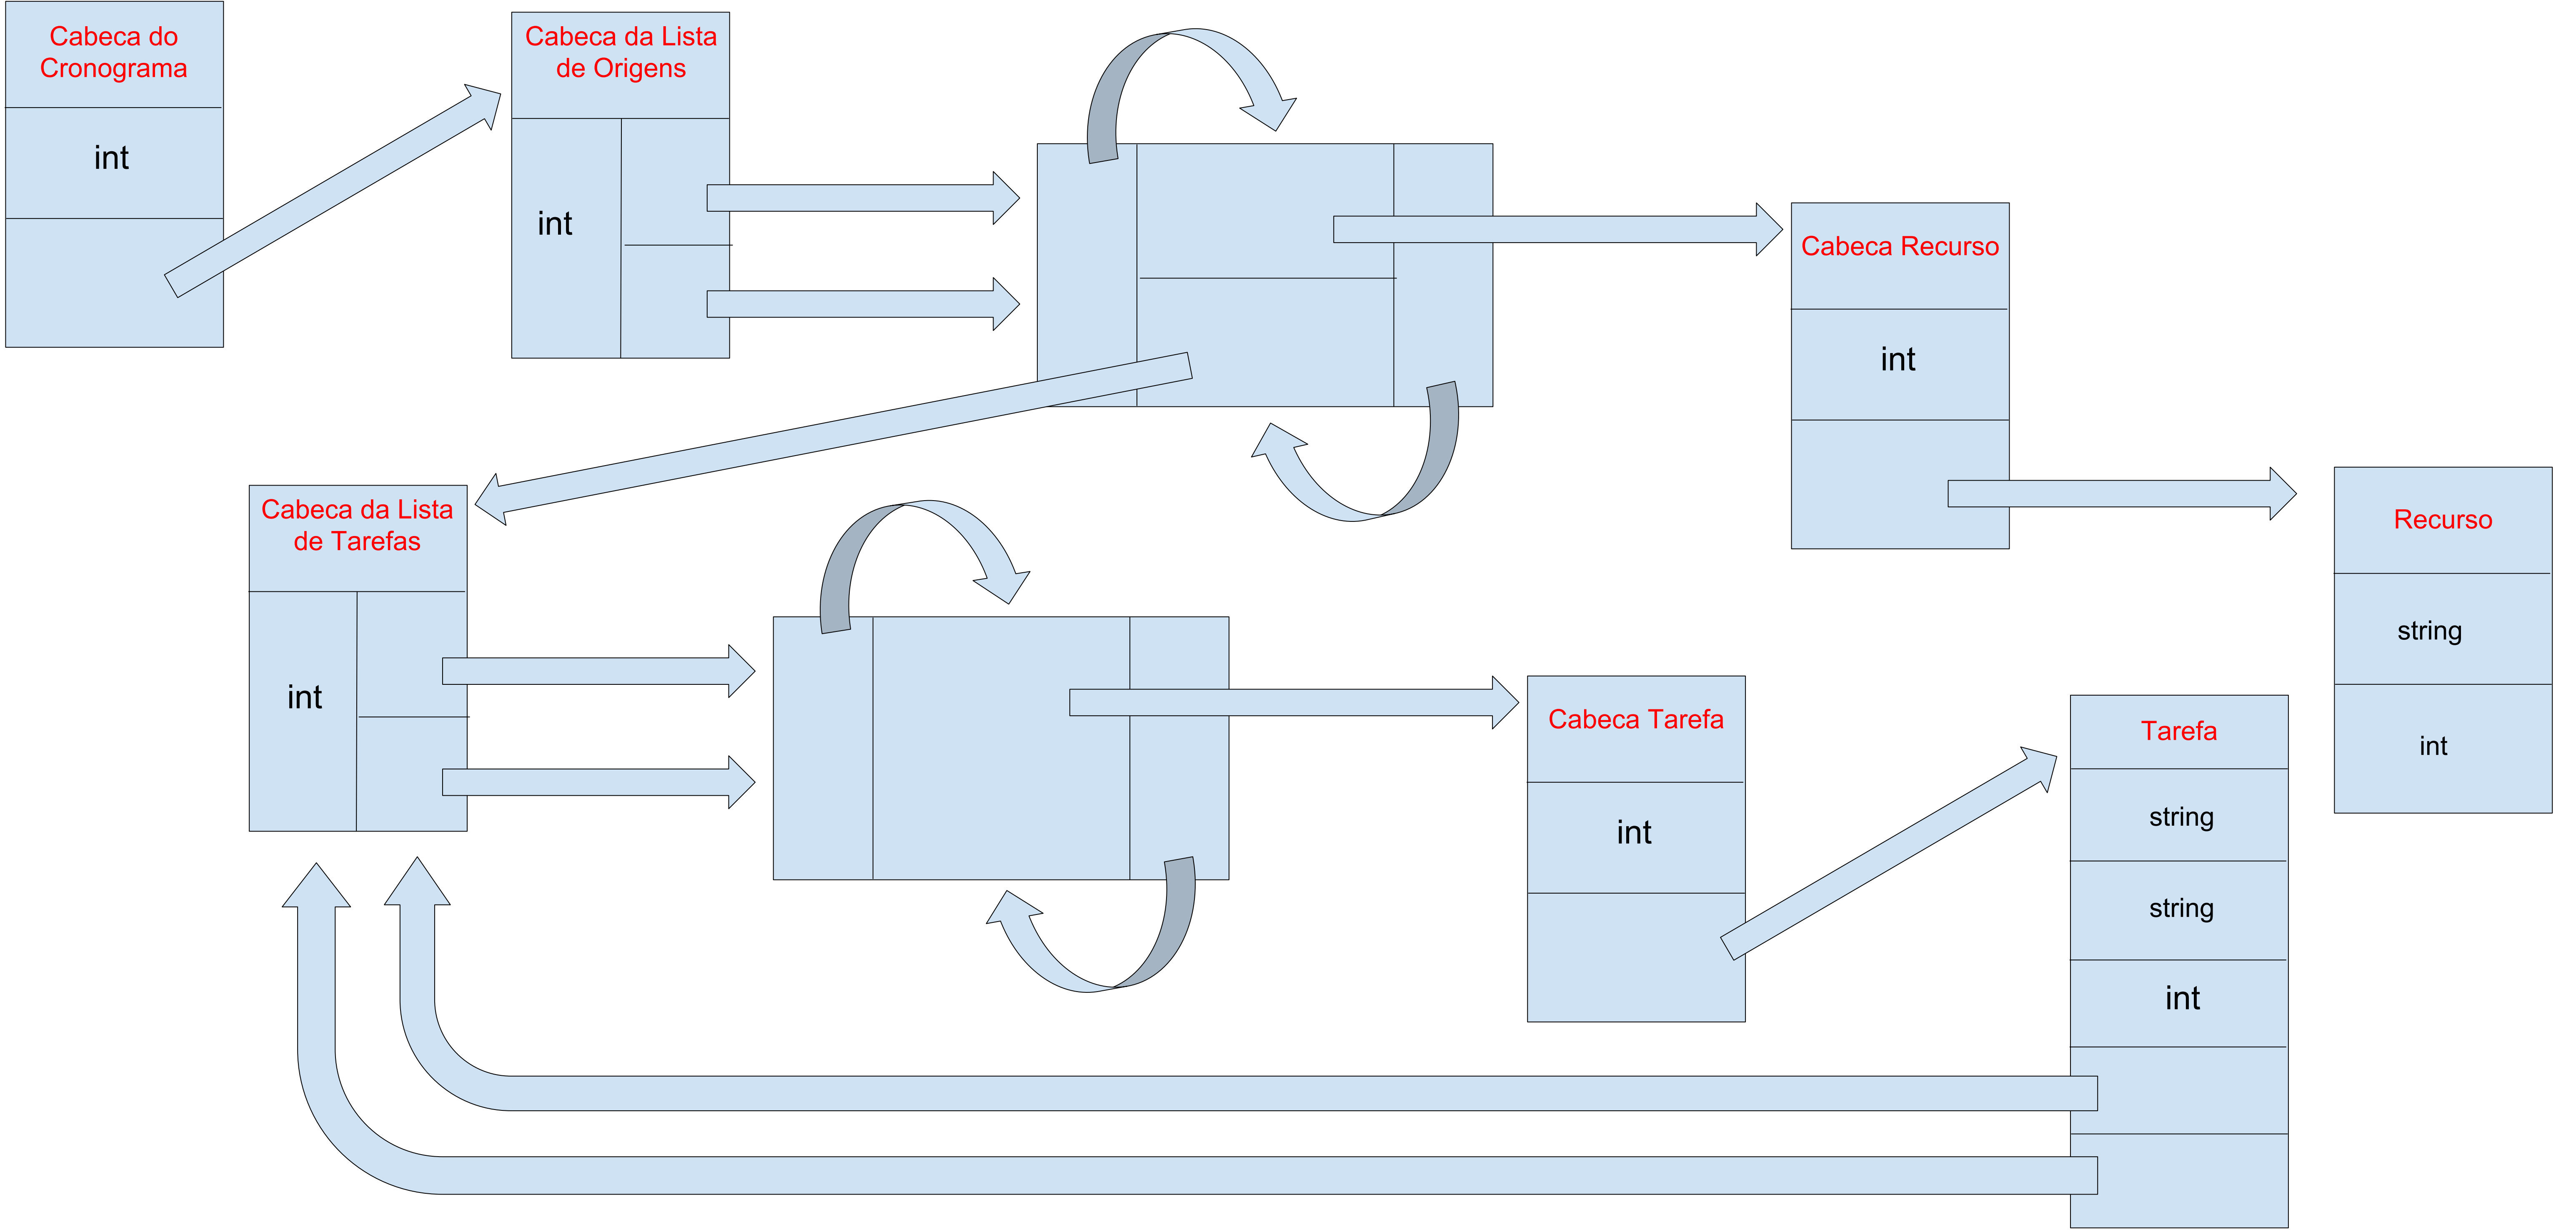 Cabeca do
Cronograma
int
Cabeca da Lista
de Origens
int
Cabeca Recurso
int
Recurso
string
int
Cabeca da Lista
de Tarefas
int
Cabeca Tarefa
int
Tarefa
string
string
int